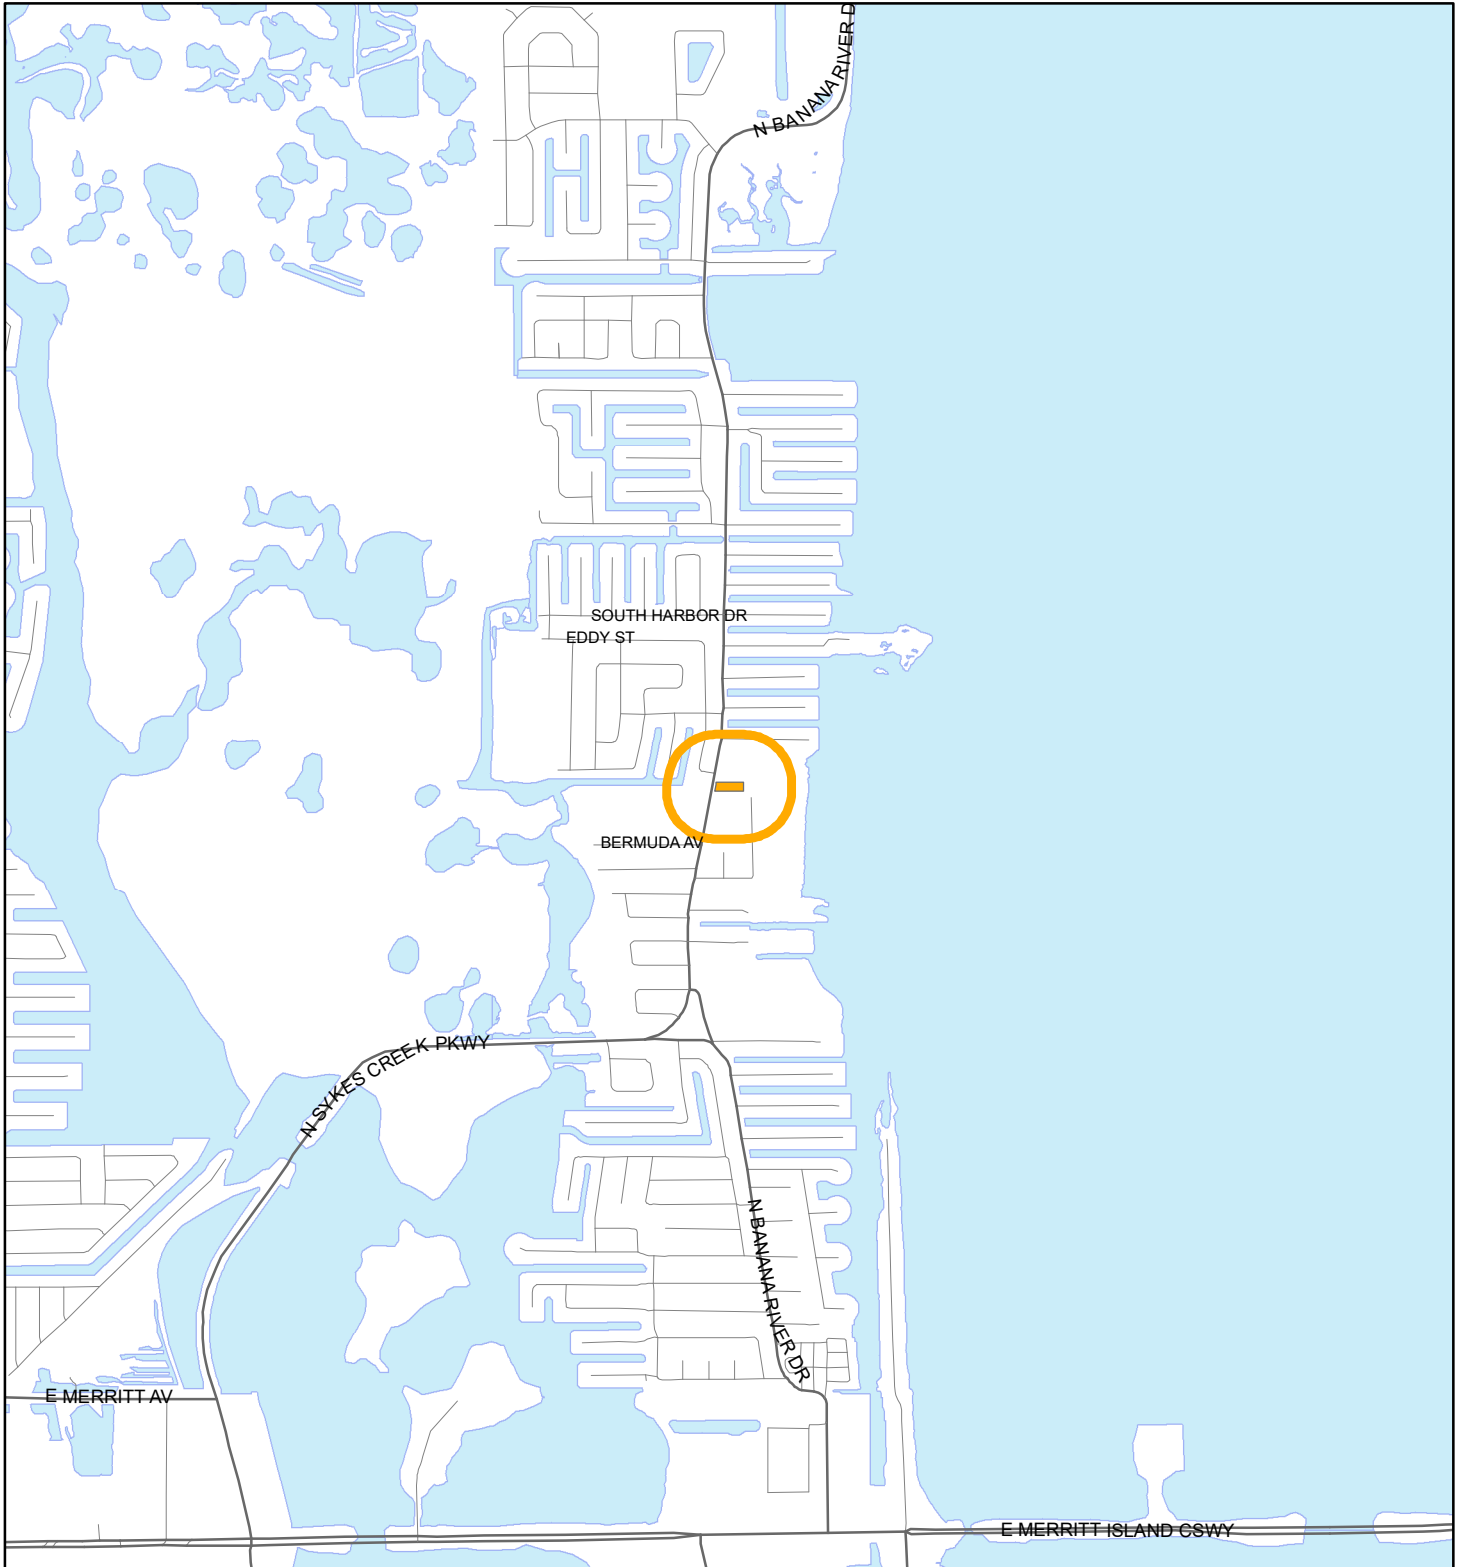 N BANANA RIVER D
SOUTH HARBOR DR
EDDY ST
BERMUDA AV
N SYKES CREEK PKWY
N BANANA RIVER DR
E MERRITT AV
E MERRITT ISLAND CSWY